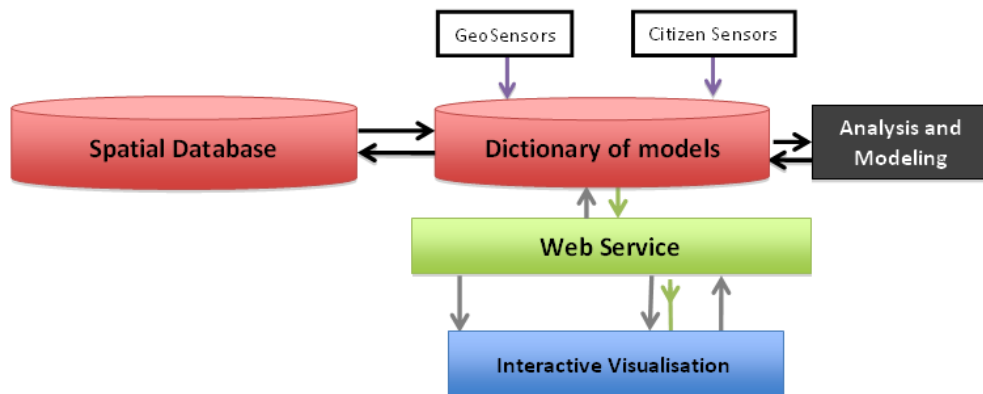 GeoSensors
Citizen Sensors
Spatial Database
Dictionary of models
Analysis and
Modeling
Web Service
Interactive Visualisation